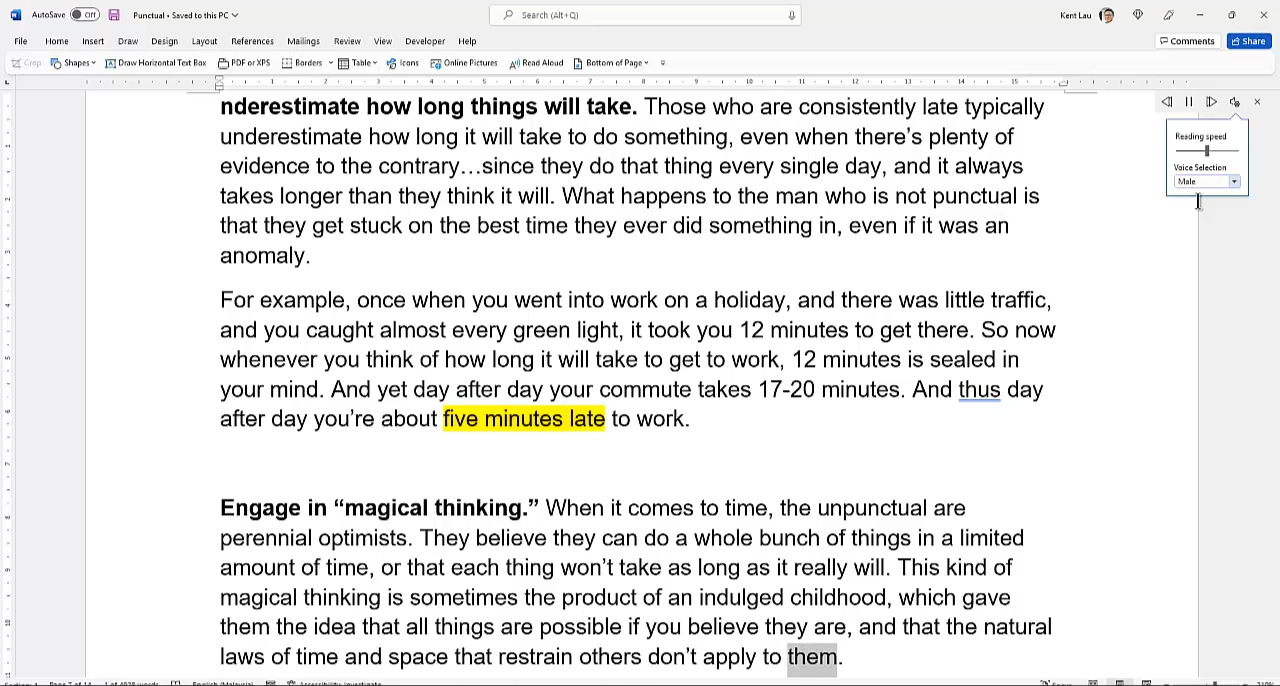 AutoSave Off Punctual • Saved to this PC Search (Alt+Q) Kent Lau
File Home Insert Draw Design Layout References Mailings Review View Developer Help Comments Share
Crop Shapes Draw Horizontal Text Box PDF or XPS Borders Table Icons Online Pictures Read Aloud Bottom of Page
1 1 2 3 4 5 6 7 8 9 10 11 12 13 14 15
nderestimate how long things will take. Those who are consistently late typically
underestimate how long it will take to do something, even when there’s plenty of
evidence to the contrary…since they do that thing every single day, and it always
takes longer than they think it will. What happens to the man who is not punctual is
that they get stuck on the best time they ever did something in, even if it was an
anomaly.
Reading speed
Voice Selection
Male
For example, once when you went into work on a holiday, and there was little traffic,
and you caught almost every green light, it took you 12 minutes to get there. So now
whenever you think of how long it will take to get to work, 12 minutes is sealed in
your mind. And yet day after day your commute takes 17-20 minutes. And thus day
after day you’re about five minutes late to work.
Engage in “magical thinking.” When it comes to time, the unpunctual are
perennial optimists. They believe they can do a whole bunch of things in a limited
amount of time, or that each thing won’t take as long as it really will. This kind of
magical thinking is sometimes the product of an indulged childhood, which gave
them the idea that all things are possible if you believe they are, and that the natural
laws of time and space that restrain others don’t apply to them.